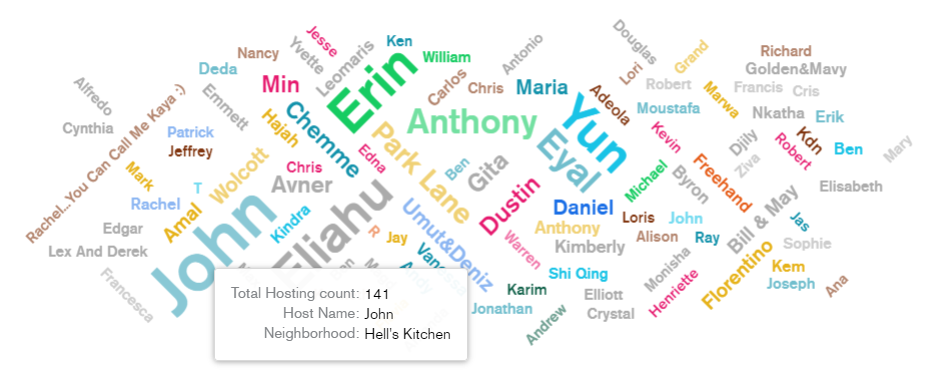 Jesse
Ken
Antonio
Douglas
Grand
Richard
Nancy
Yvette
Leomaris
William
Golden&Mavy
Deda
Min
Erin
Carlos
Chris
Maria
Adeola
Lori
Robert
Marwa
Francis
Cris
Alfredo
Emmett
Hajah
Chemme
Anthony
Yun
Moustafa
Nkatha
Erik
Cynthia
Rachel...You Can Call Me Kaya :)
Patrick
Jeffrey
Edna
Park Lane
Eyal
Kevin
Djily
Robert
Kdn
Ben
Mary
Mark
T
Wolcott
Chris
Avner
Ben
Gita
Michael
Byron
Freehand
Ziva
Elisabeth
Rachel
Amal
John
Kindra
Eliahu
Umut&Deniz
Dustin
Daniel
Loris
John
Bill & May
Jas
Edgar
R
Jay
Anthony
Alison
Ray
Sophie
Lex And Derek
Warren
Kimberly
Monisha
Florentino
Kem
Francesca
Shi Qing
Henriette
Joseph
Ana
Karim
Elliott
Jonathan
Andrew
Crystal
Total Hosting count: 141
Host Name: John
Neighborhood: Hell's Kitchen